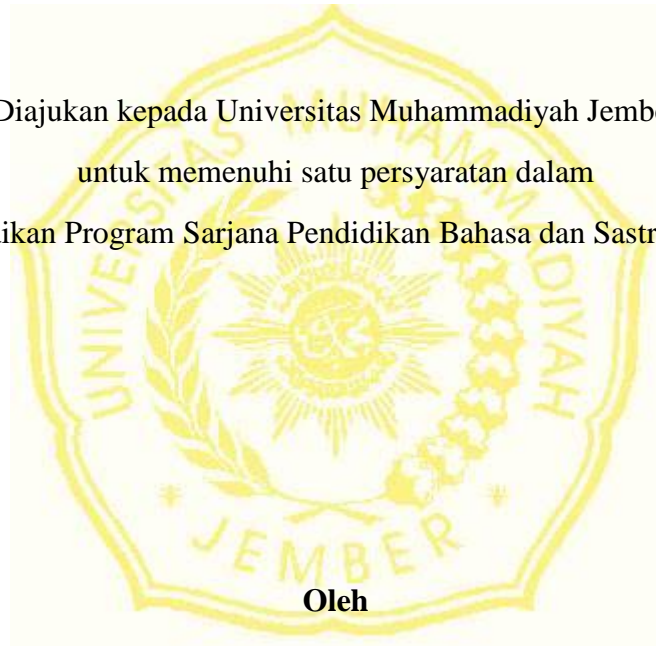 Diajukan kepada Universitas Muhammadiyah Jembe
untuk memenuhi satu persyaratan dalam
ikan Program Sarjana Pendidikan Bahasa dan Sastr
UNIVERSITAS MUHAMMADIYAH
JEMBER
Oleh